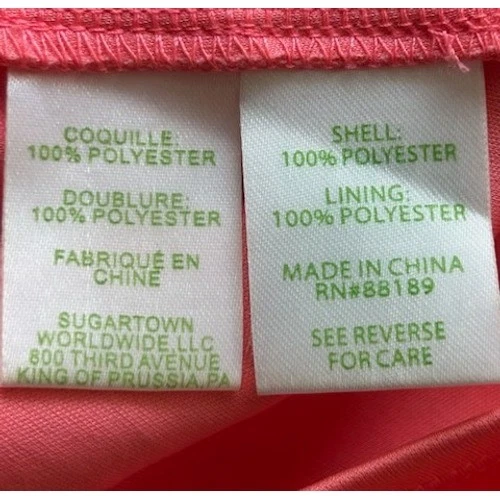 COQUILLE:
100% POLYESTER
DOUBLURE:
100% POLYESTER
FABRIQUÉ EN
CHINE
SUGARTOWN
WORLDWIDE, LLC
800 THIRD AVENUE
KING OF PRUSSIA, PA
SHELL:
100% POLYESTER
LINING:
100% POLYESTER
MADE IN CHINA
RN#88189
SEE REVERSE
FOR CARE